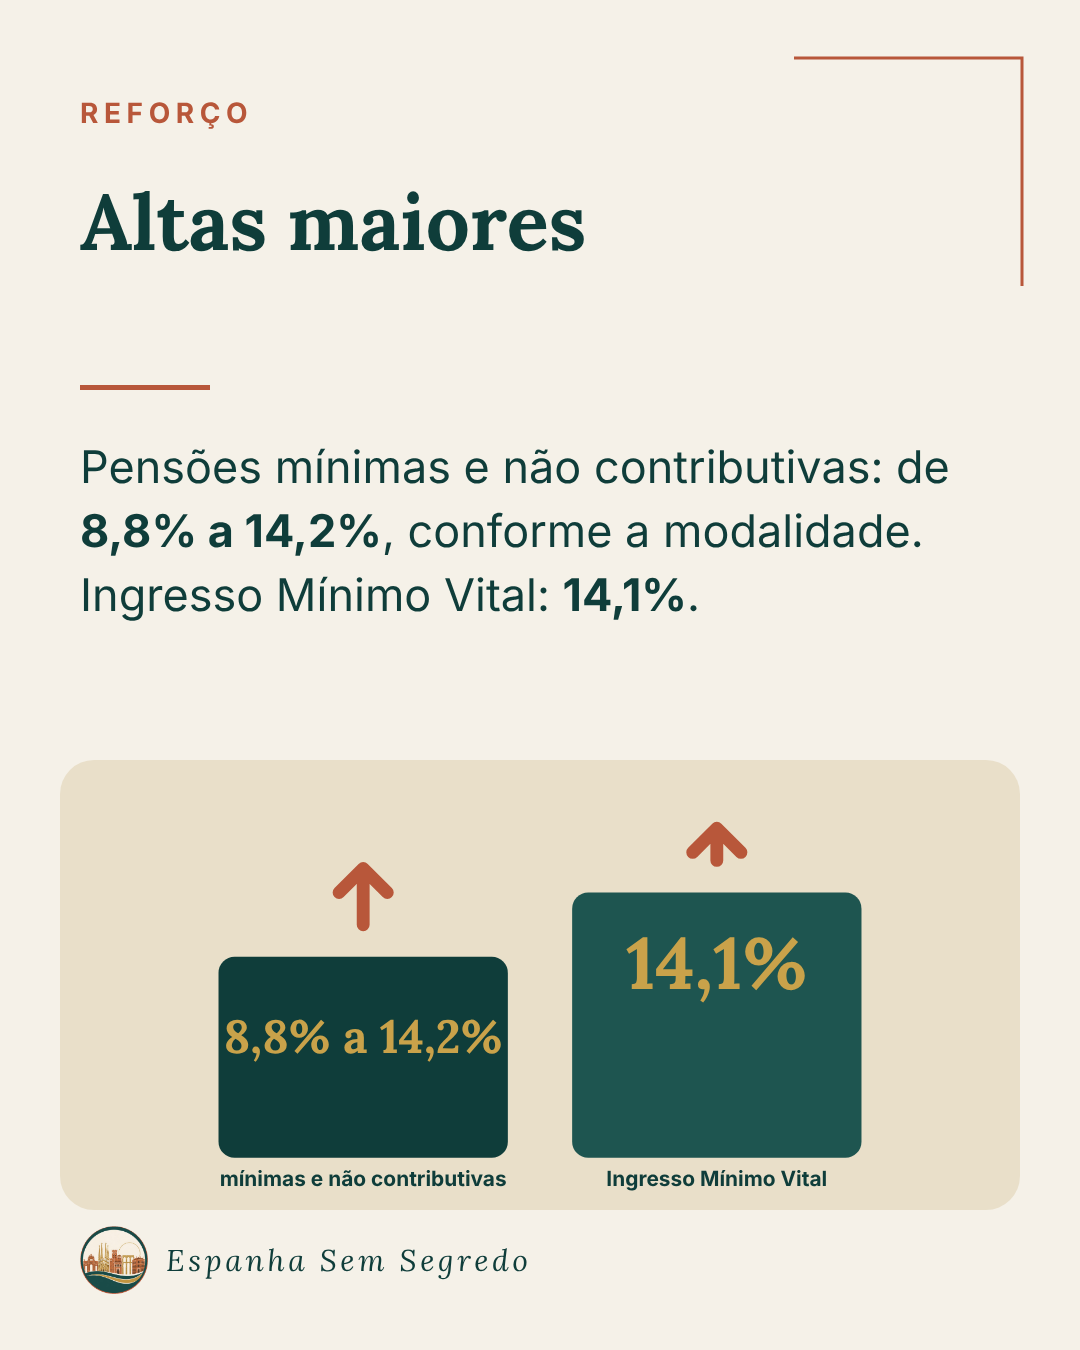 REFORÇO
Altas maiores
Pensões mínimas e não contributivas: de
8,8% a 14,2%, conforme a modalidade.
Ingresso Mínimo Vital: 14,1%.
14,1%
8,8% a 14,2%
mínimas e não contributivas
Ingresso Mínimo Vital
Espanha Sem Segredo